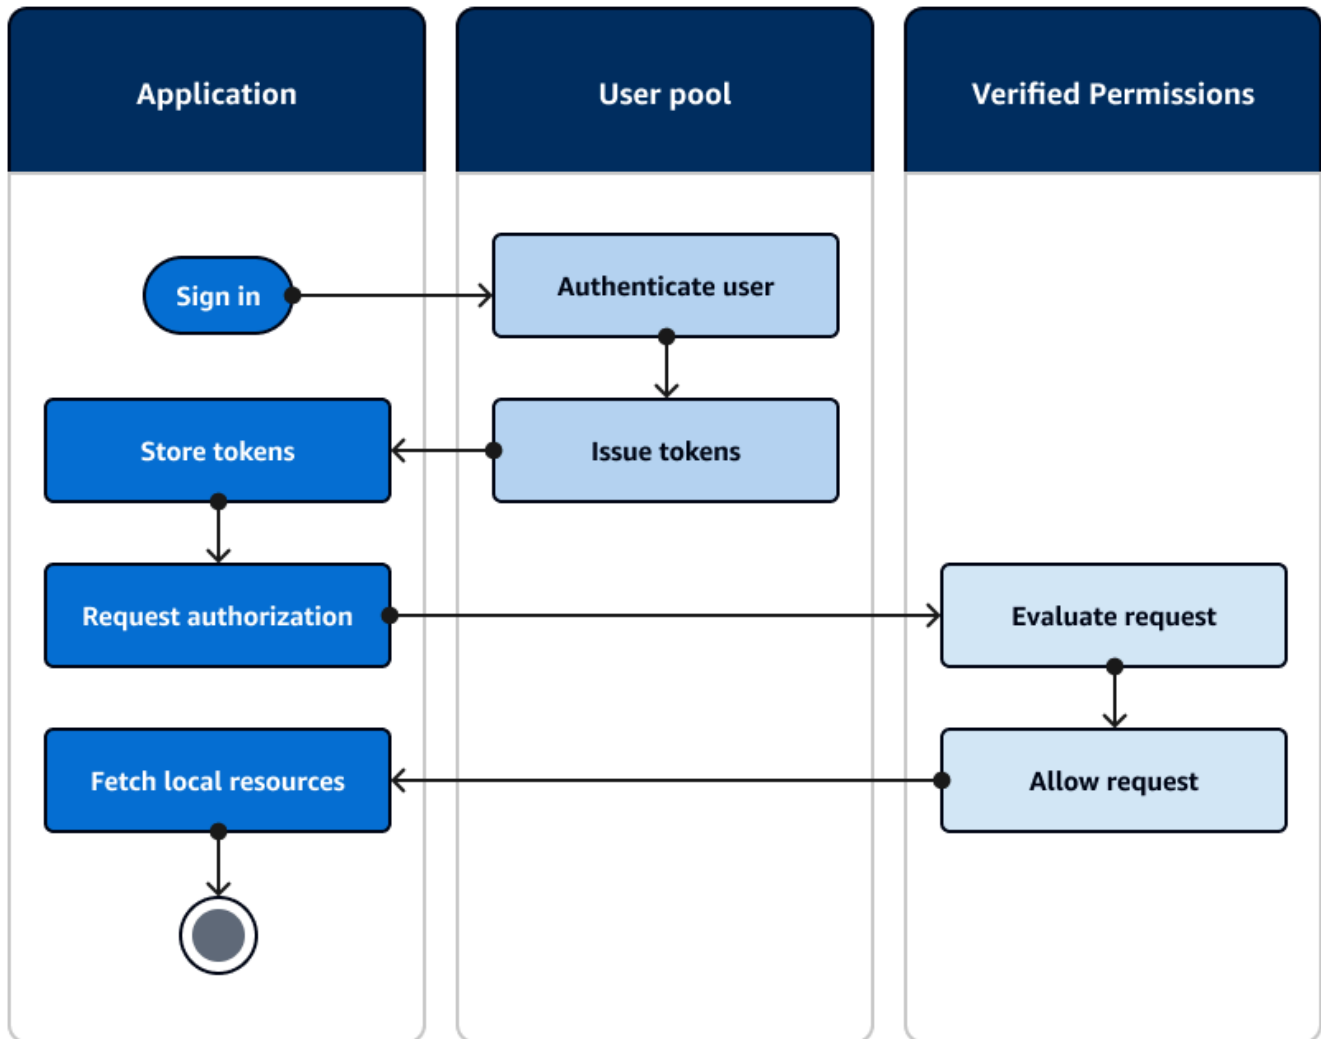 Application
User pool
Verified Permissions
Sign in
Authenticate user
Store tokens
Issue tokens
Request authorization
Evaluate request
Fetch local resources
Allow request